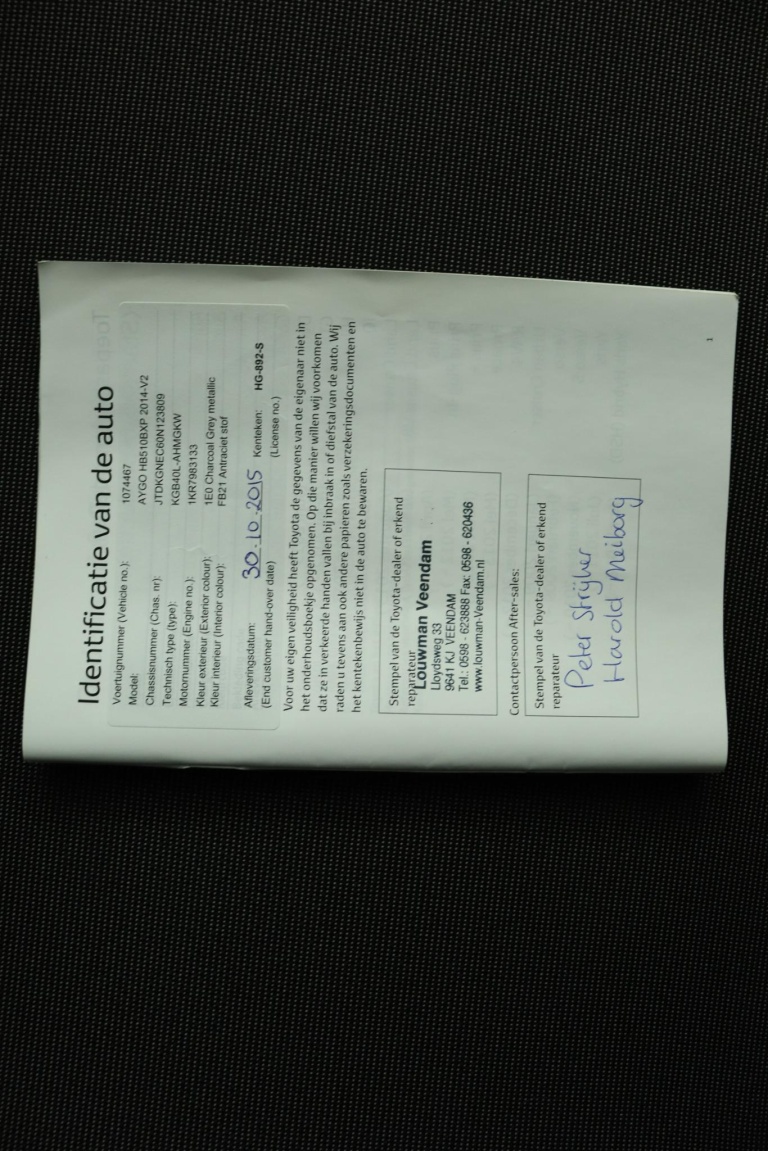 Identificatie van de auto
Voertuignummer (Vehicle no.): 1074467
Model: AYGO HB510BXP 2014-V2
Chassisnummer (Chas. nr): JTDKGNEC60N123809
Technisch type (type): KGB40L-AHMGKW
Motornummer (Engine no.): 1KR7983133
Kleur exterieur (Exterior colour): 1E0 Charcoal Grey metallic
Kleur interieur (Interior colour): FB21 Antraciet stof
Afleveringsdatum: 30-10-2015 Kenteken: HG-892-S
(End customer hand-over date) (License no.)
Voor uw eigen veiligheid heeft Toyota de gegevens van de eigenaar niet in
het onderhoudsboekje opgenomen. Op die manier willen wij voorkomen
dat ze in verkeerde handen vallen bij inbraak in of diefstal van de auto. Wij
raden u tevens aan ook andere papieren zoals verzekeringsdocumenten en
het kentekenbewijs niet in de auto te bewaren.
Stempel van de Toyota-dealer of erkend
reparateur
Louwman Veendam
Lloydsweg 33
9641 KJ VEENDAM
Tel.: 0598 - 623888 Fax: 0598 - 620436
www.louwman-Veendam.nl
Contactpersoon After-sales:
Stempel van de Toyota-dealer of erkend
reparateur
Peter Strijker
Harold Meiborg
1